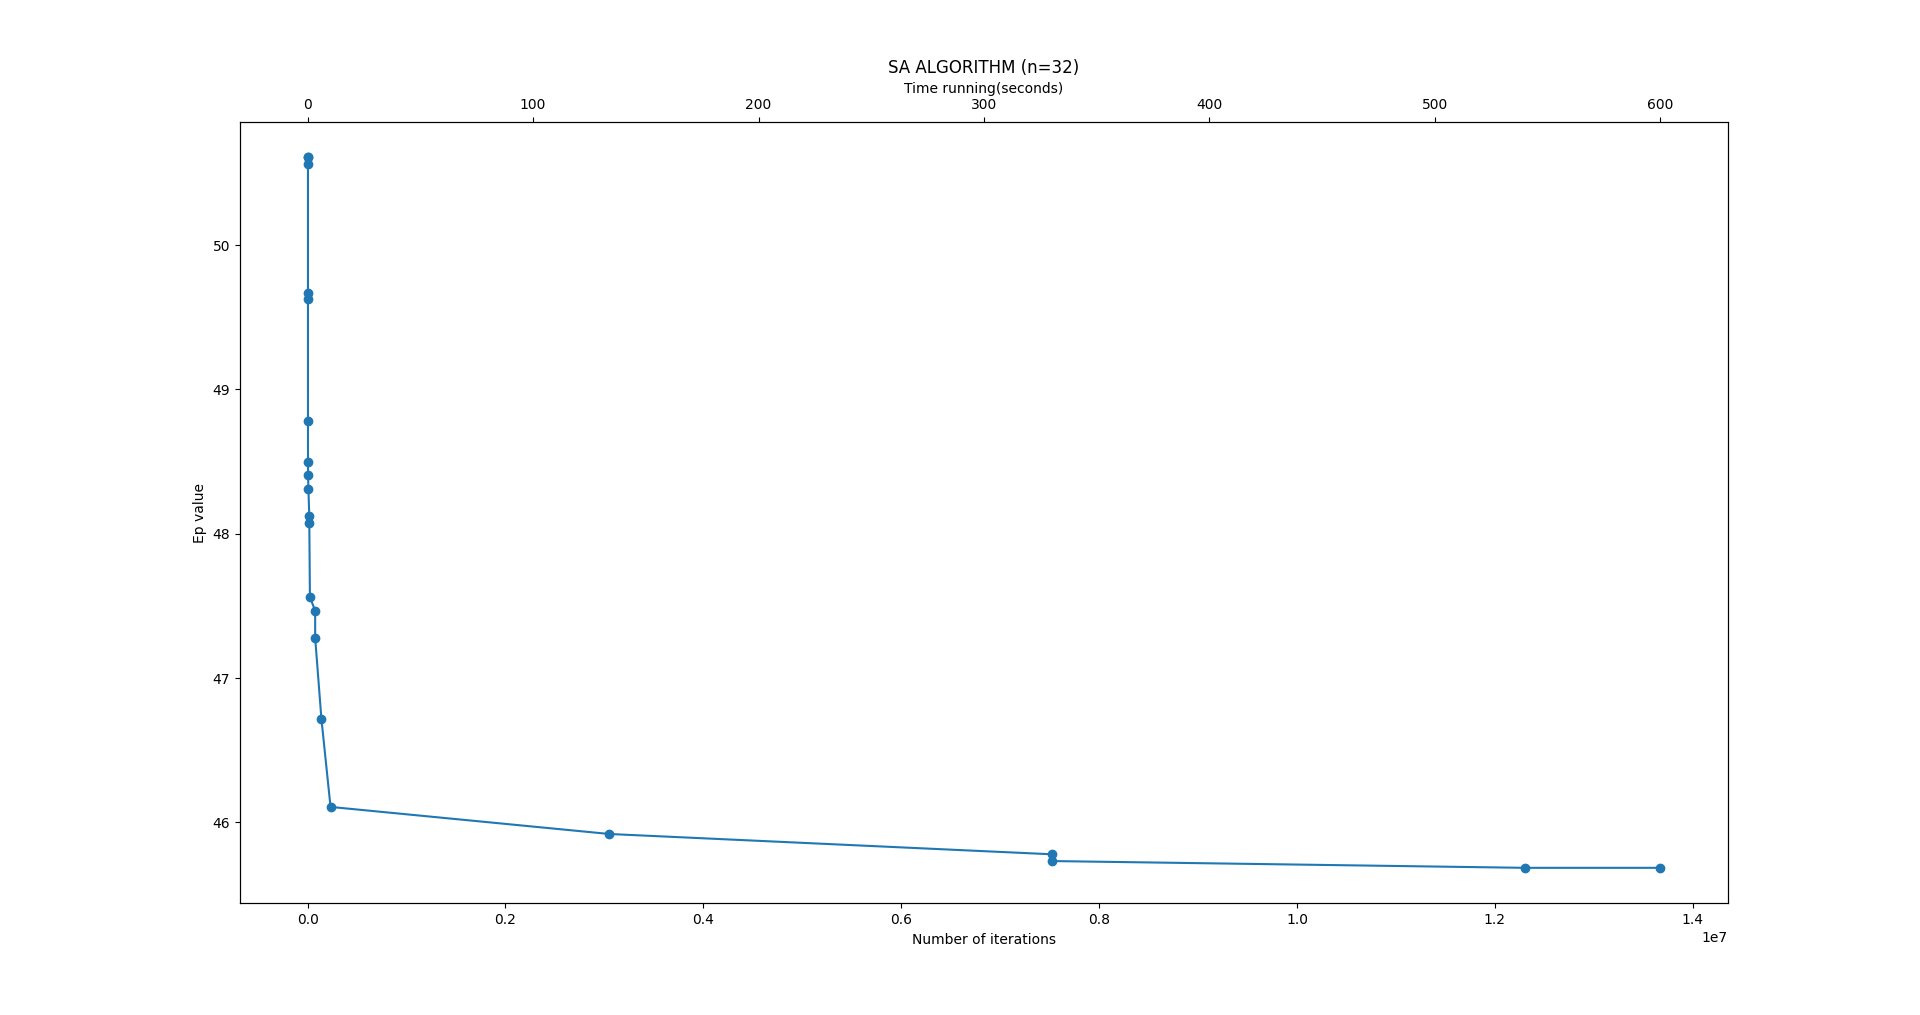 SA ALGORITHM (n=32)
Time running(seconds)
0 100 200 300 400 500 600
50
49
48
47
46
Ep value
0.0 0.2 0.4 0.6 0.8 1.0 1.2 1.4
1e7
Number of iterations